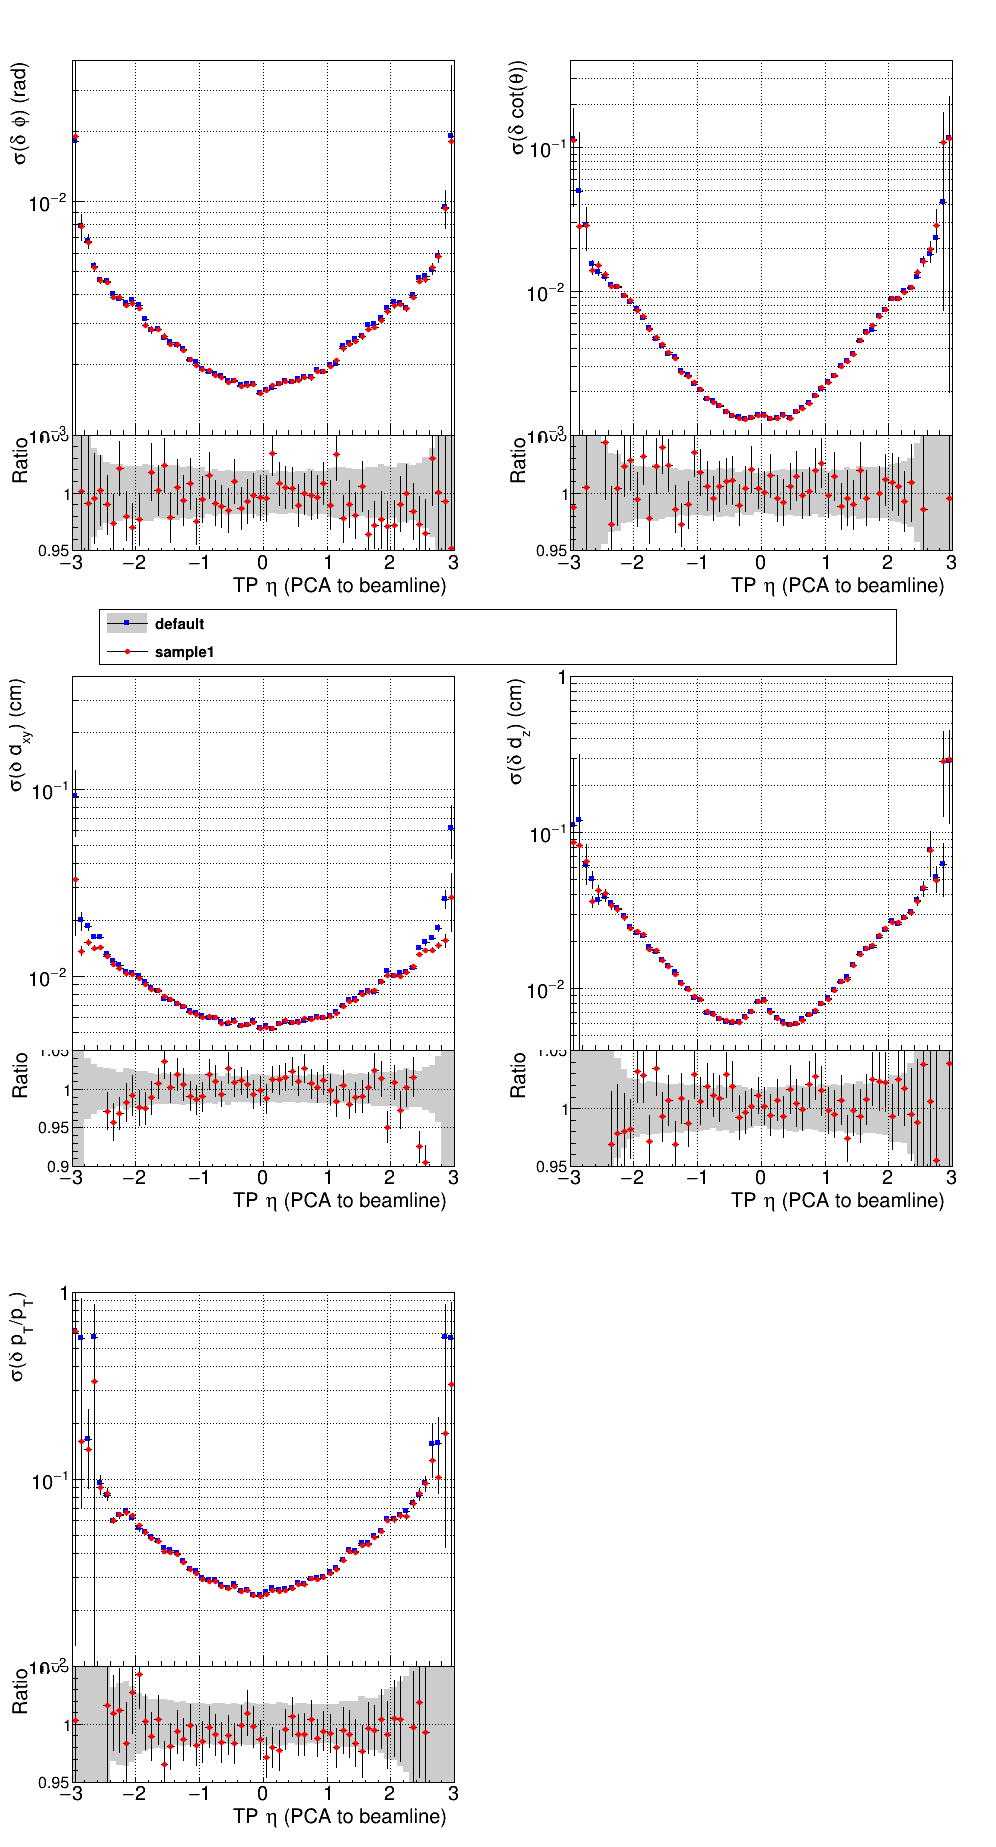 σ(δ φ) (rad)
10⁻²
10⁻³
Ratio
1
0.95
−3 −2 −1 0 1 2 3
TP η (PCA to beamline)
σ(δ cot(θ))
10⁻¹
10⁻²
10⁻³
Ratio
1
0.95
−3 −2 −1 0 1 2 3
TP η (PCA to beamline)
default
sample1
σ(δ d_xy) (cm)
10⁻¹
10⁻²
Ratio
1.05
1
0.95
0.9
−3 −2 −1 0 1 2 3
TP η (PCA to beamline)
σ(δ d_z) (cm)
1
10⁻¹
10⁻²
Ratio
1.05
1
0.95
−3 −2 −1 0 1 2 3
TP η (PCA to beamline)
σ(δ p_T/p_T)
1
10⁻¹
10⁻²
Ratio
1
0.95
−3 −2 −1 0 1 2 3
TP η (PCA to beamline)